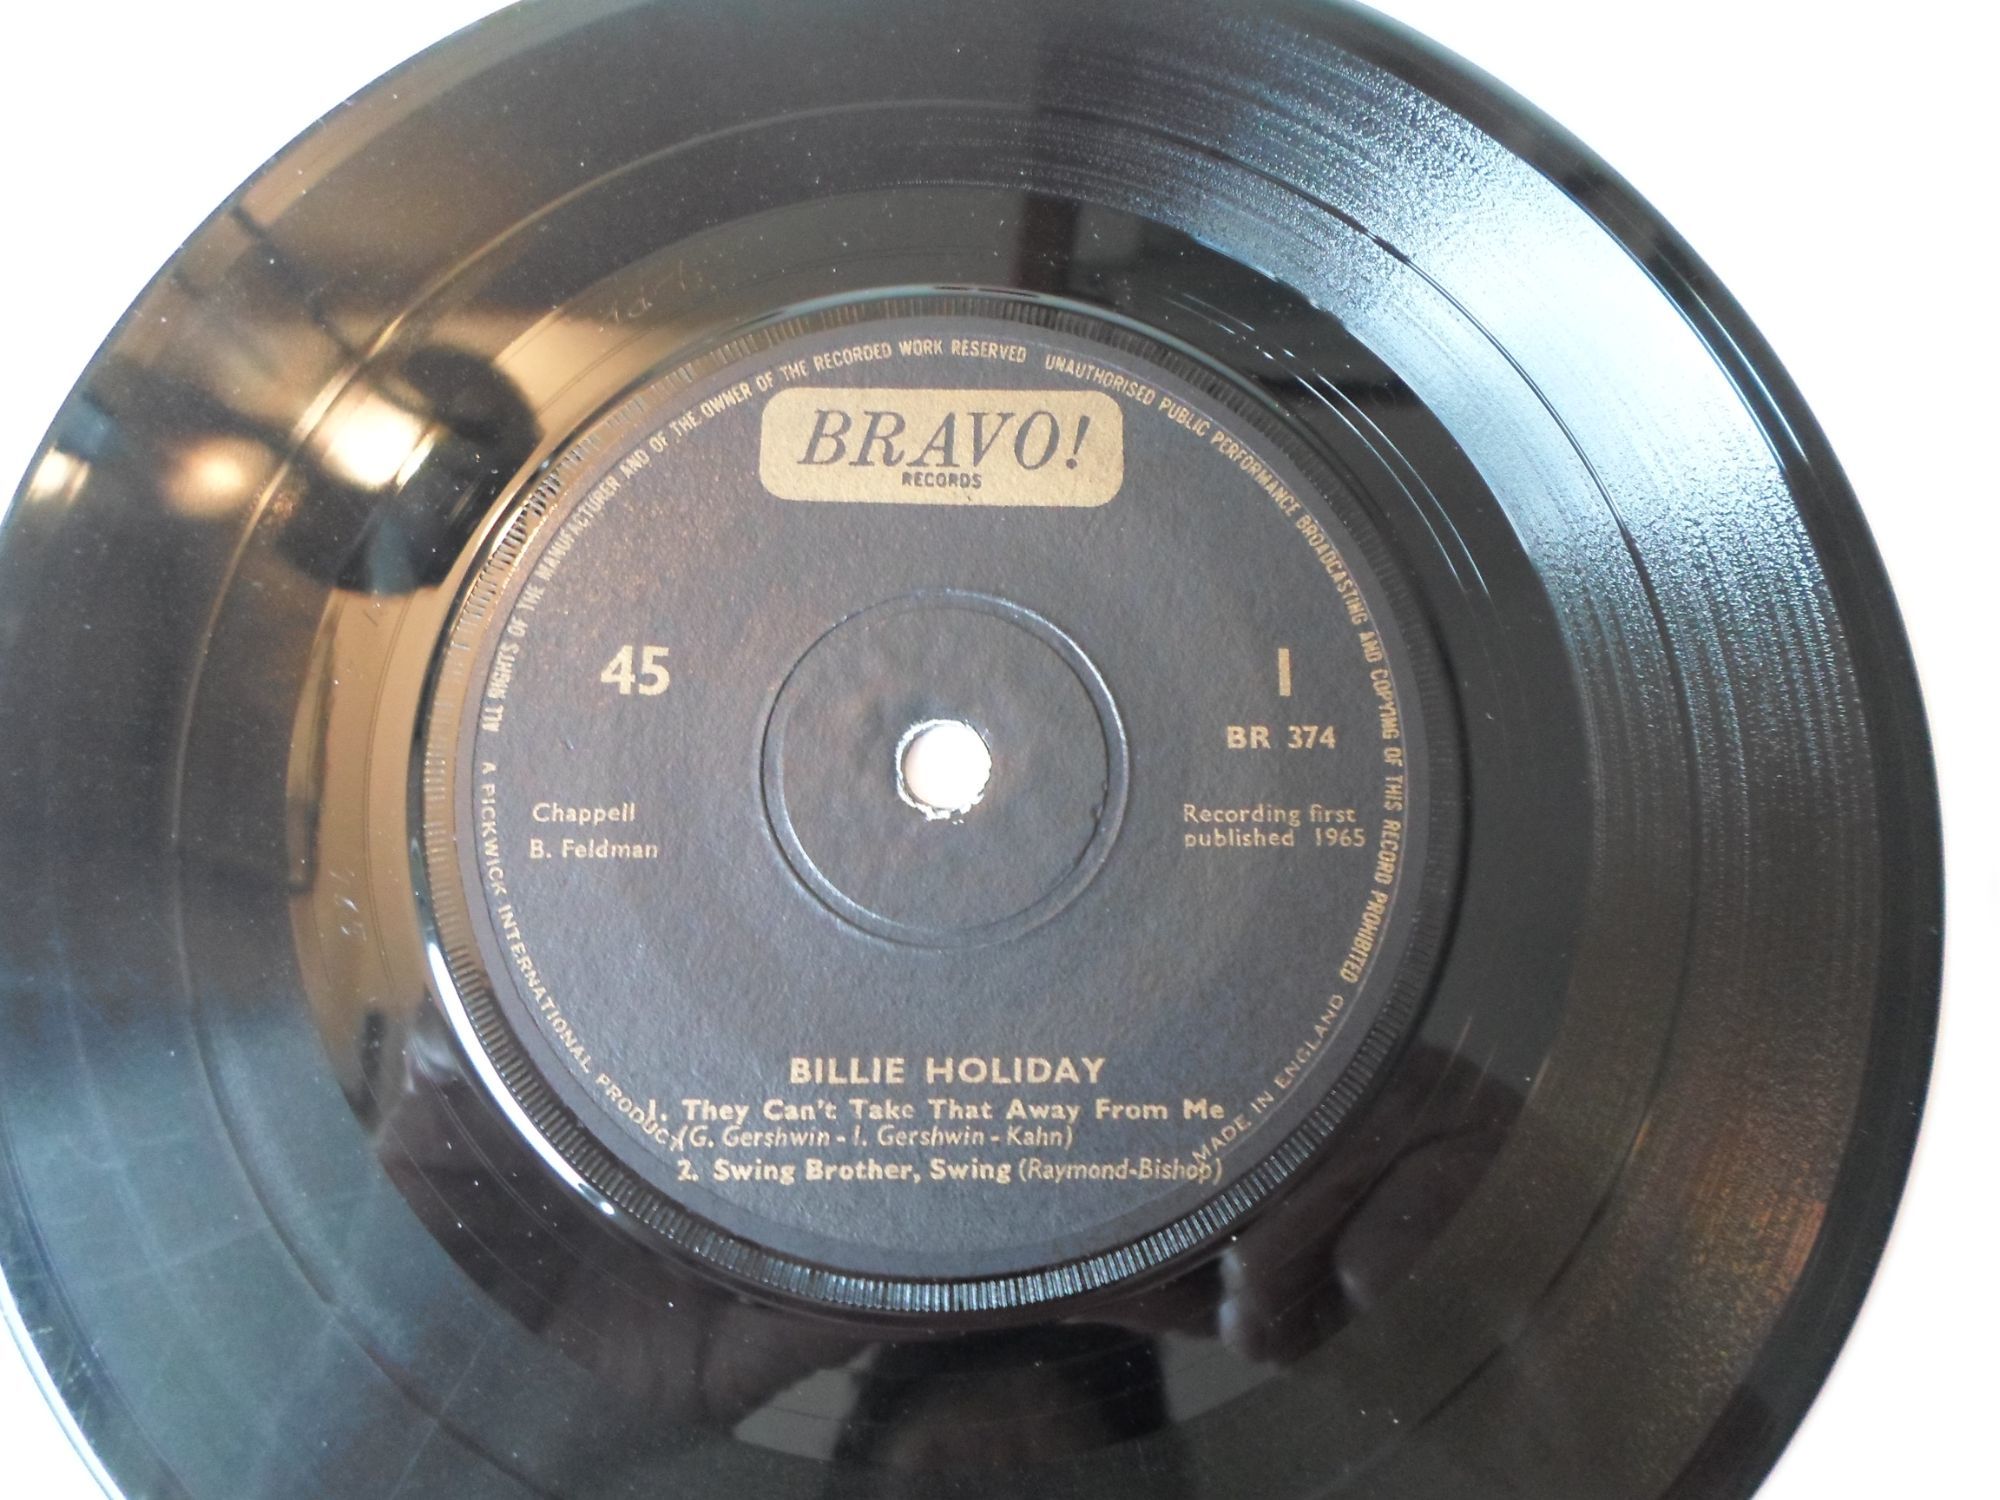 ALL RIGHTS OF THE MANUFACTURER AND OF THE OWNER OF THE RECORDED WORK RESERVED
UNAUTHORISED PUBLIC PERFORMANCE BROADCASTING AND COPYING OF THIS RECORD PROHIBITED
BRAVO!
RECORDS
45
I
BR 374
Chappell
B. Feldman
Recording first
published 1965
BILLIE HOLIDAY
1. They Can't Take That Away From Me
(G. Gershwin - I. Gershwin - Kahn)
2. Swing Brother, Swing (Raymond-Bishop)
A PICKWICK INTERNATIONAL PRODUCT
MADE IN ENGLAND